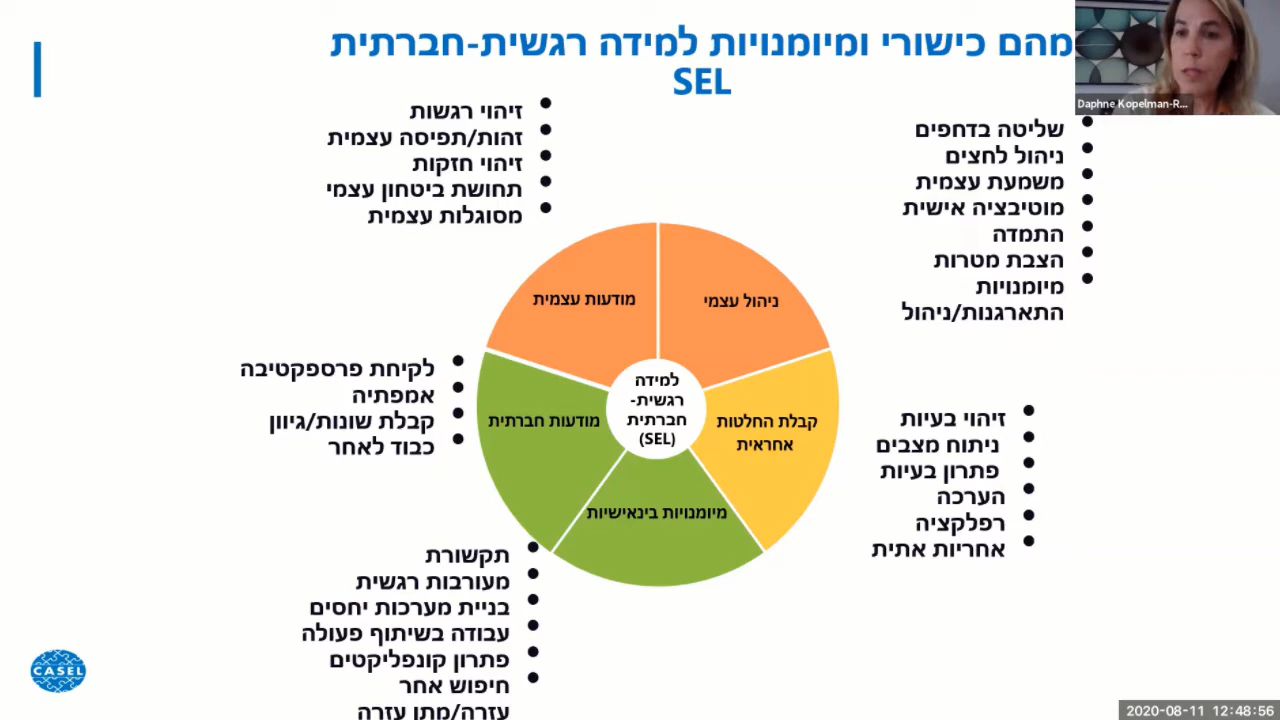 מהם כישורי ומיומנויות למידה רגשית-חברתית
SEL
Daphne Kopelman-R...
• שליטה בדחפים
• ניהול לחצים
• משמעת עצמית
• מוטיבציה אישית
• התמדה
• הצבת מטרות
• מיומנויות
התארגנות/ניהול
• זיהוי רגשות
• זהות/תפיסה עצמית
• זיהוי חזקות
• תחושת ביטחון עצמי
• מסוגלות עצמית
ניהול עצמי
מודעות עצמית
למידה
רגשית-
חברתית
(SEL)
קבלת החלטות
אחראית
מודעות חברתית
מיומנויות בינאישיות
• זיהוי בעיות
• ניתוח מצבים
• פתרון בעיות
• הערכה
• רפלקציה
• אחריות אתית
• לקיחת פרספקטיבה
• אמפתיה
• קבלת שונות/גיוון
• כבוד לאחר
• תקשורת
• מעורבות רגשית
• בניית מערכות יחסים
• עבודה בשיתוף פעולה
• פתרון קונפליקטים
• חיפוש אחר
עזרה/מתן עזרה
CASEL
2020-08-11 12:48:56